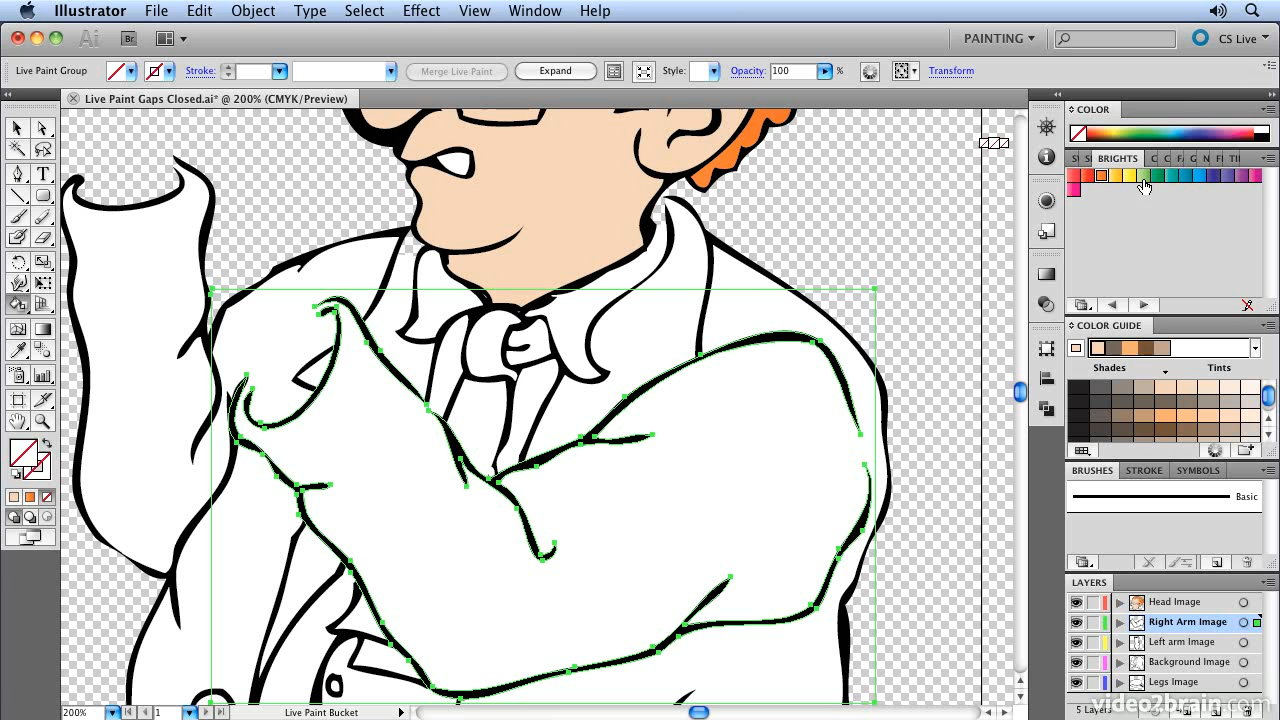 Illustrator File Edit Object Type Select Effect View Window Help
Ai Br PAINTING CS Live
Live Paint Group Stroke: Merge Live Paint Expand Style: Opacity: 100 % Transform
Live Paint Gaps Closed.ai* @ 200% (CMYK/Preview)
COLOR
BRIGHTS
COLOR GUIDE
Shades Tints
BRUSHES STROKE SYMBOLS
Basic
LAYERS
Head Image
Right Arm Image
Left arm Image
Background Image
Legs Image
5 Layers
200% 1 Live Paint Bucket
video2brain.com